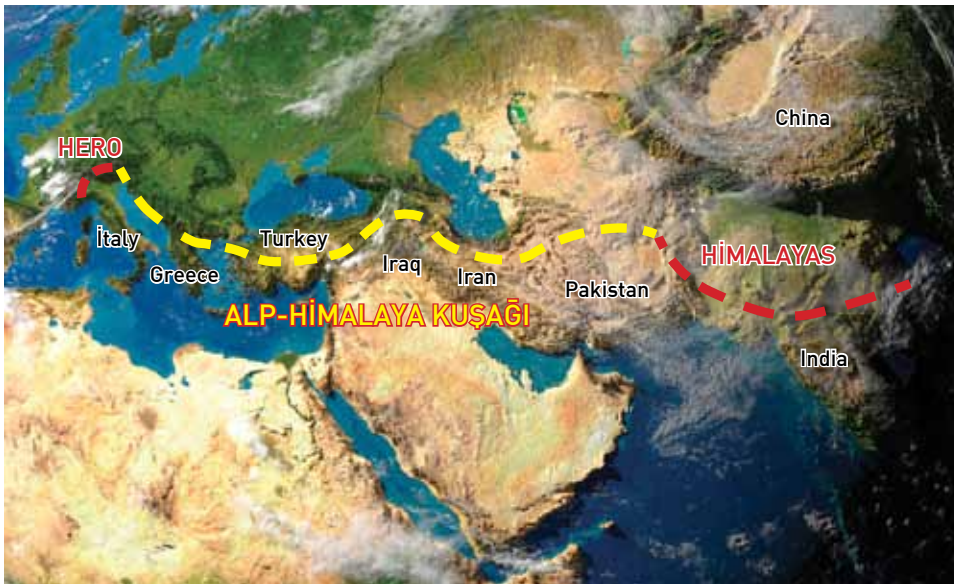 China
HERO
İtaly
Turkey
Greece
Iraq
Iran
HİMALAYAS
Pakistan
ALP-HİMALAYA KUŞAĞI
India